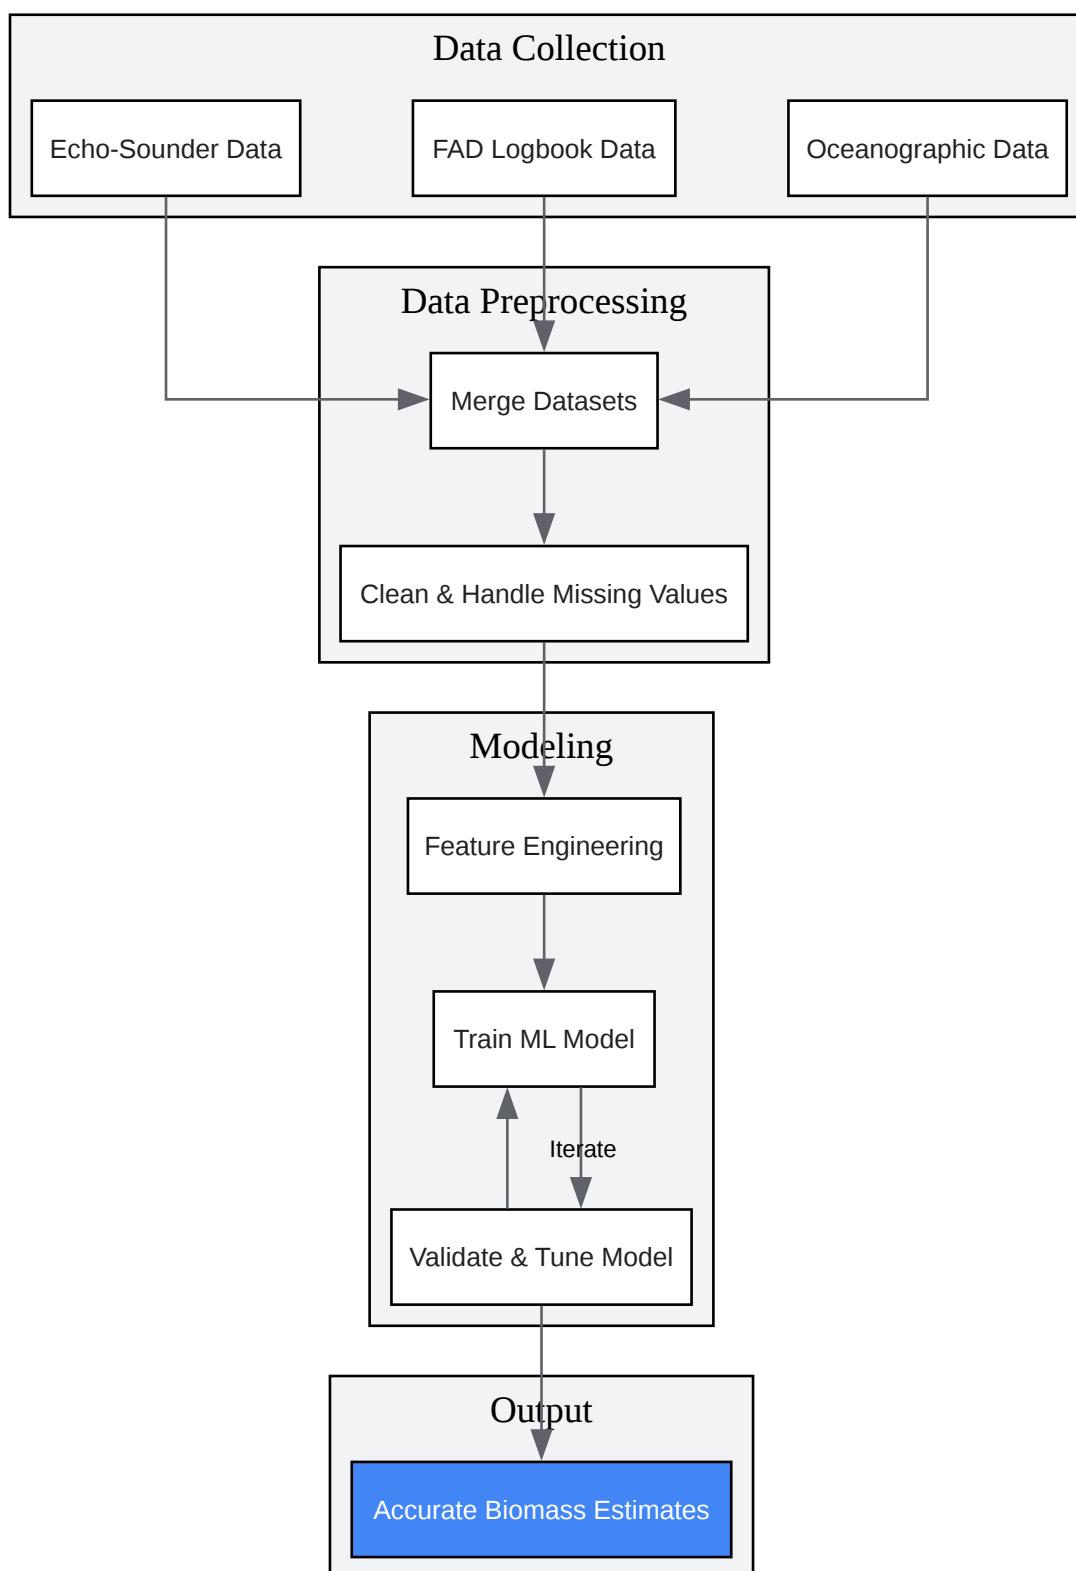 Data Collection
Echo-Sounder Data
FAD Logbook Data
Oceanographic Data
Data Preprocessing
Merge Datasets
Clean & Handle Missing Values
Modeling
Feature Engineering
Train ML Model
Iterate
Validate & Tune Model
Output
Accurate Biomass Estimates